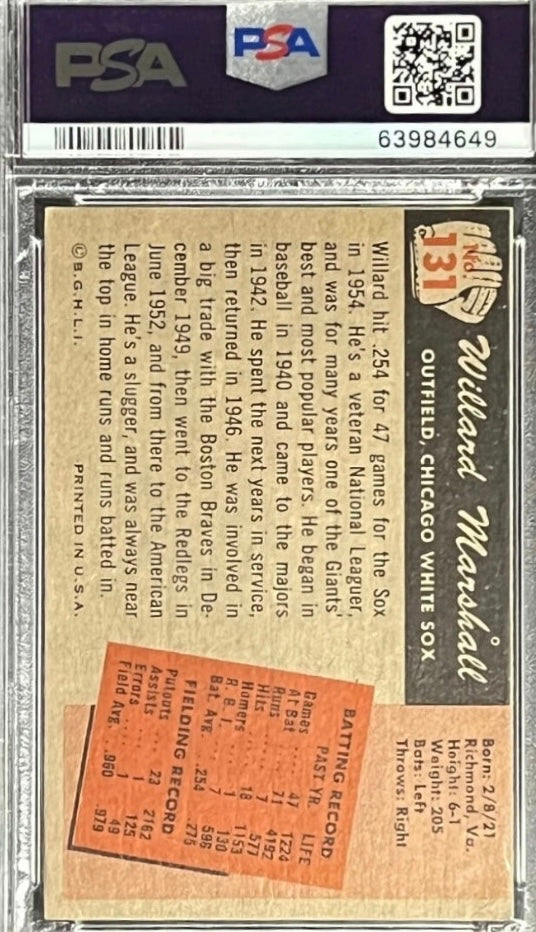 PSA
PSA
63984649
No.
131
Willard Marshall
OUTFIELD, CHICAGO WHITE SOX
Born: 2/8/21
Richmond, Va.
Height: 6-1
Weight: 205
Bats: Left
Throws: Right
Willard hit .254 for 47 games for the Sox
in 1954. He's a veteran National Leaguer,
and was for many years one of the Giants'
best and most popular players. He began in
baseball in 1940 and came to the majors
in 1942. He spent the next years in service,
then returned in 1946. He was involved in
a big trade with the Boston Braves in De-
cember 1949, then went to the Redlegs in
June 1952, and from there to the American
League. He's a slugger, and was always near
the top in home runs and runs batted in.
© B.G.H.L.I. PRINTED IN U.S.A.
BATTING RECORD
PAST YR. LIFE
Games 47 1224
At Bat 71 4192
Runs 7 577
Hits 18 1153
Homers 1 130
R. B. I. 7 596
Bat. Avg. .254 .275
FIELDING RECORD
Putouts 23 2162
Assists 1 125
Errors 1 49
Field Avg. .960 .979